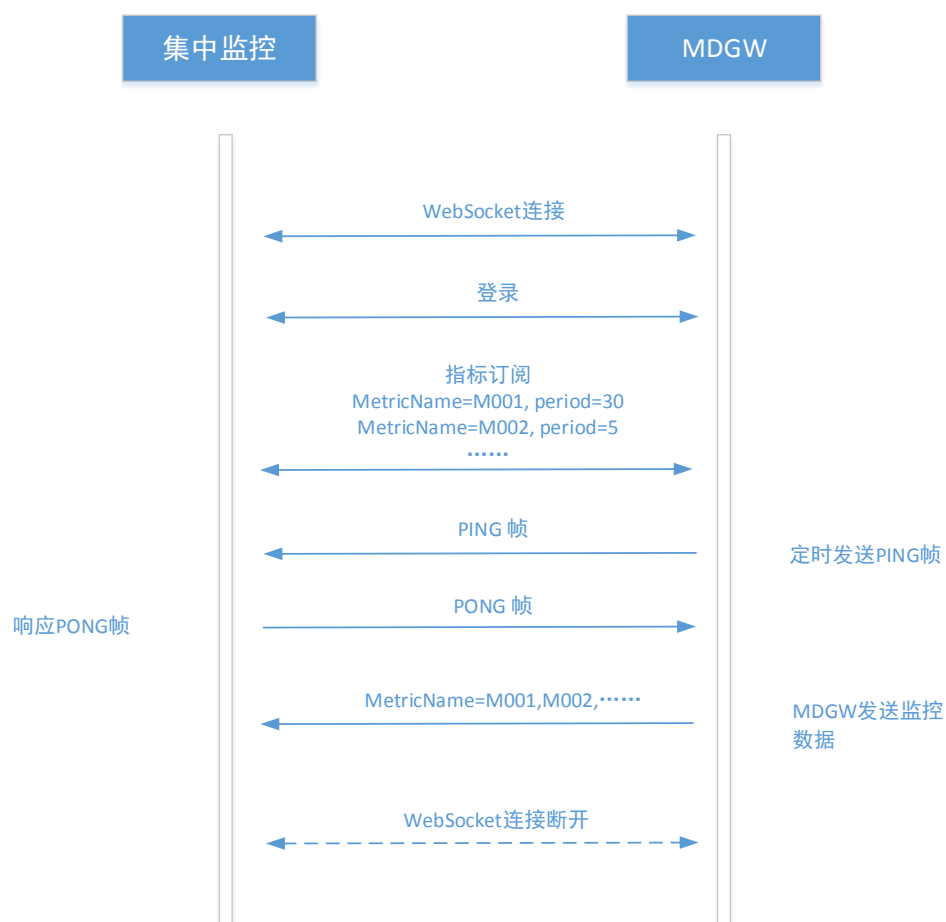 集中监控
MDGW
WebSocket连接
登录
指标订阅
MetricName=M001, period=30
MetricName=M002, period=5
……
PING 帧
定时发送PING帧
PONG 帧
响应PONG帧
MetricName=M001,M002,……
MDGW发送监控
数据
WebSocket连接断开